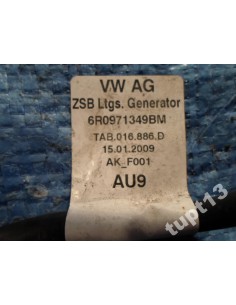 VW AG
ZSB Ltgs. Generator
6R0971349BM
TAB.016.886.D
15.01.2009
AK_F001
AU9
tupt13